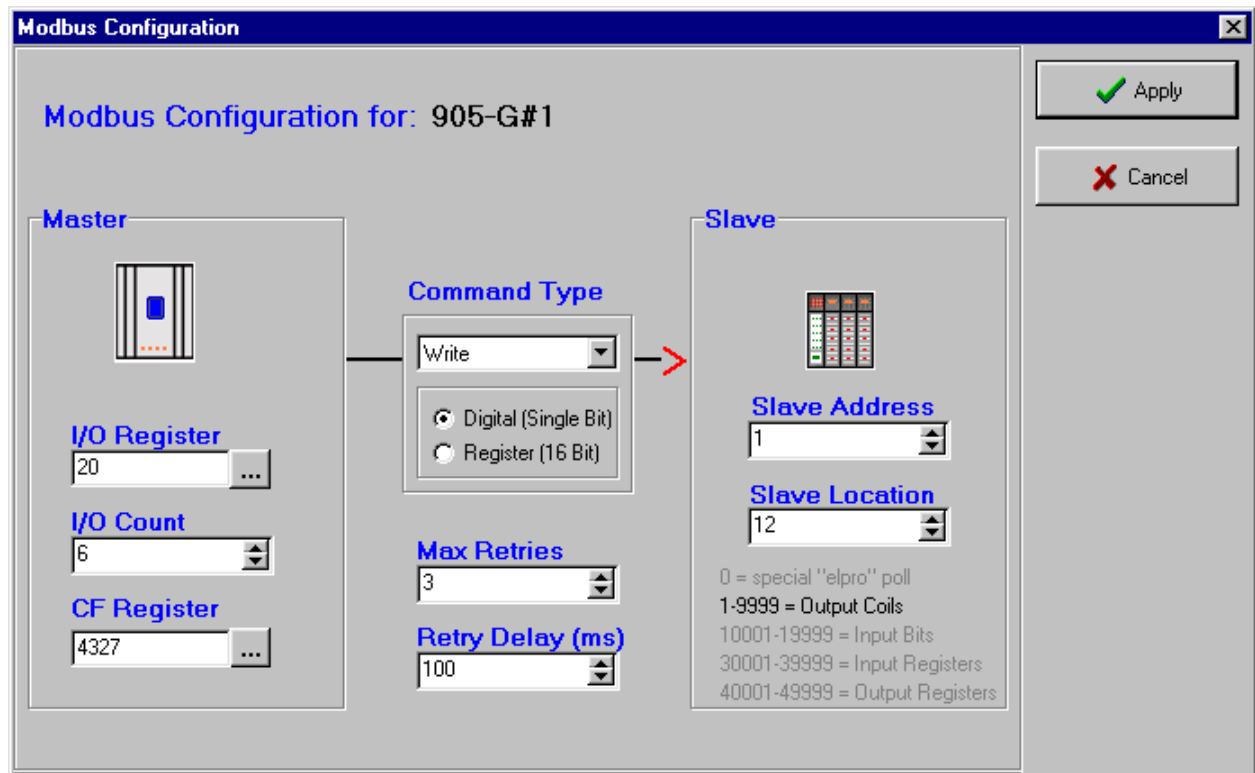 Modbus Configuration
Modbus Configuration for: 905-G#1
Apply
Cancel
Master
I/O Register
20
...
I/O Count
6
CF Register
4327
...
Command Type
Write
Digital (Single Bit)
Register (16 Bit)
Max Retries
3
Retry Delay (ms)
100
Slave
Slave Address
1
Slave Location
12
0 = special "elpro" poll
1-9999 = Output Coils
10001-19999 = Input Bits
30001-39999 = Input Registers
40001-49999 = Output Registers